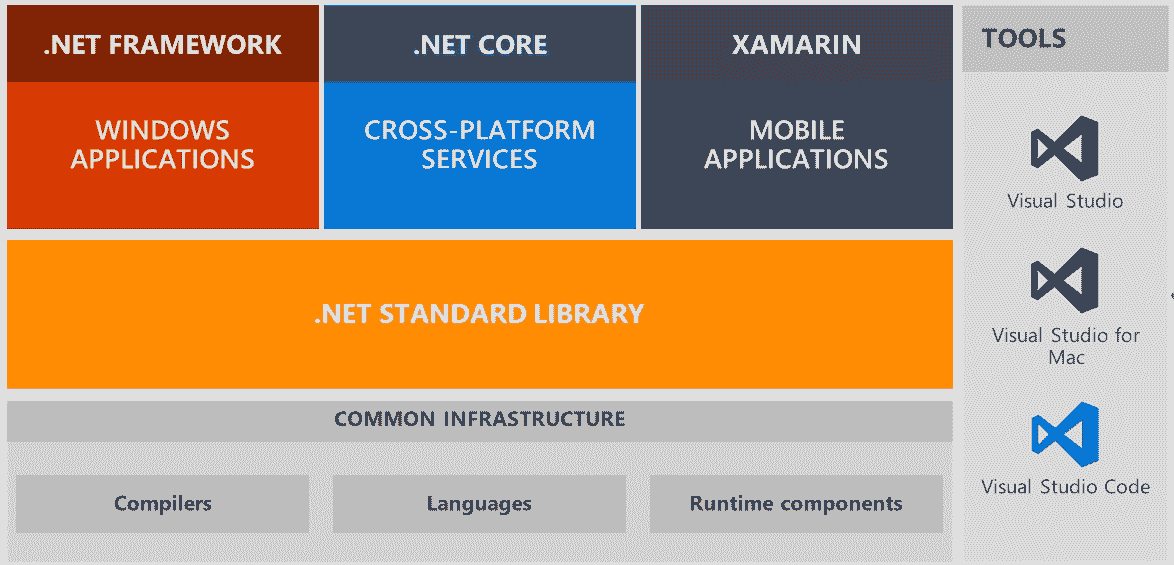 .NET FRAMEWORK
WINDOWS
APPLICATIONS
.NET CORE
CROSS-PLATFORM
SERVICES
XAMARIN
MOBILE
APPLICATIONS
.NET STANDARD LIBRARY
COMMON INFRASTRUCTURE
Compilers
Languages
Runtime components
TOOLS
Visual Studio
Visual Studio for
Mac
Visual Studio Code